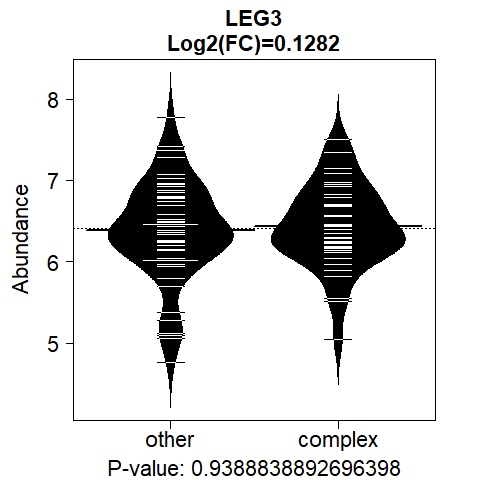 LEG3
Log2(FC)=0.1282
8
7
6
5
Abundance
other complex
P-value: 0.9388838892696398